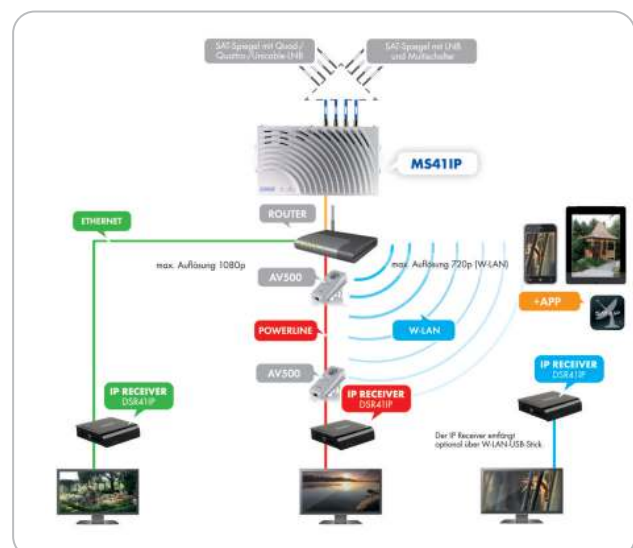 SAT-Spiegel mit Quad-/
Quattro-/Unicable-LNB
SAT-Spiegel mit LNB
und Multischalter
MS41IP
ROUTER
ETHERNET
max. Auflösung 1080p
max. Auflösung 720p (W-LAN)
AV500
+APP
POWERLINE
W-LAN
AV500
IP RECEIVER
DSR41IP
IP RECEIVER
DSR41IP
IP RECEIVER
DSR41IP
Der IP Receiver emfängt
optional über W-LAN-USB-Stick.